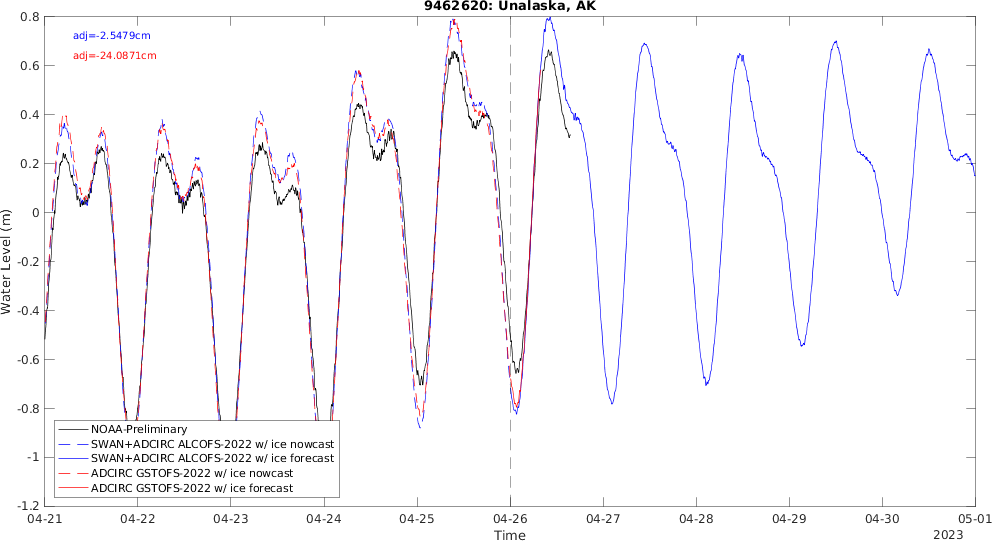 9462620: Unalaska, AK
adj=-2.5479cm
adj=-24.0871cm
Water Level (m)
0.8
0.6
0.4
0.2
0
-0.2
-0.4
-0.6
-0.8
-1
-1.2
NOAA-Preliminary
SWAN+ADCIRC ALCOFS-2022 w/ ice nowcast
SWAN+ADCIRC ALCOFS-2022 w/ ice forecast
ADCIRC GSTOFS-2022 w/ ice nowcast
ADCIRC GSTOFS-2022 w/ ice forecast
04-21 04-22 04-23 04-24 04-25 04-26 04-27 04-28 04-29 04-30 05-01
Time
2023